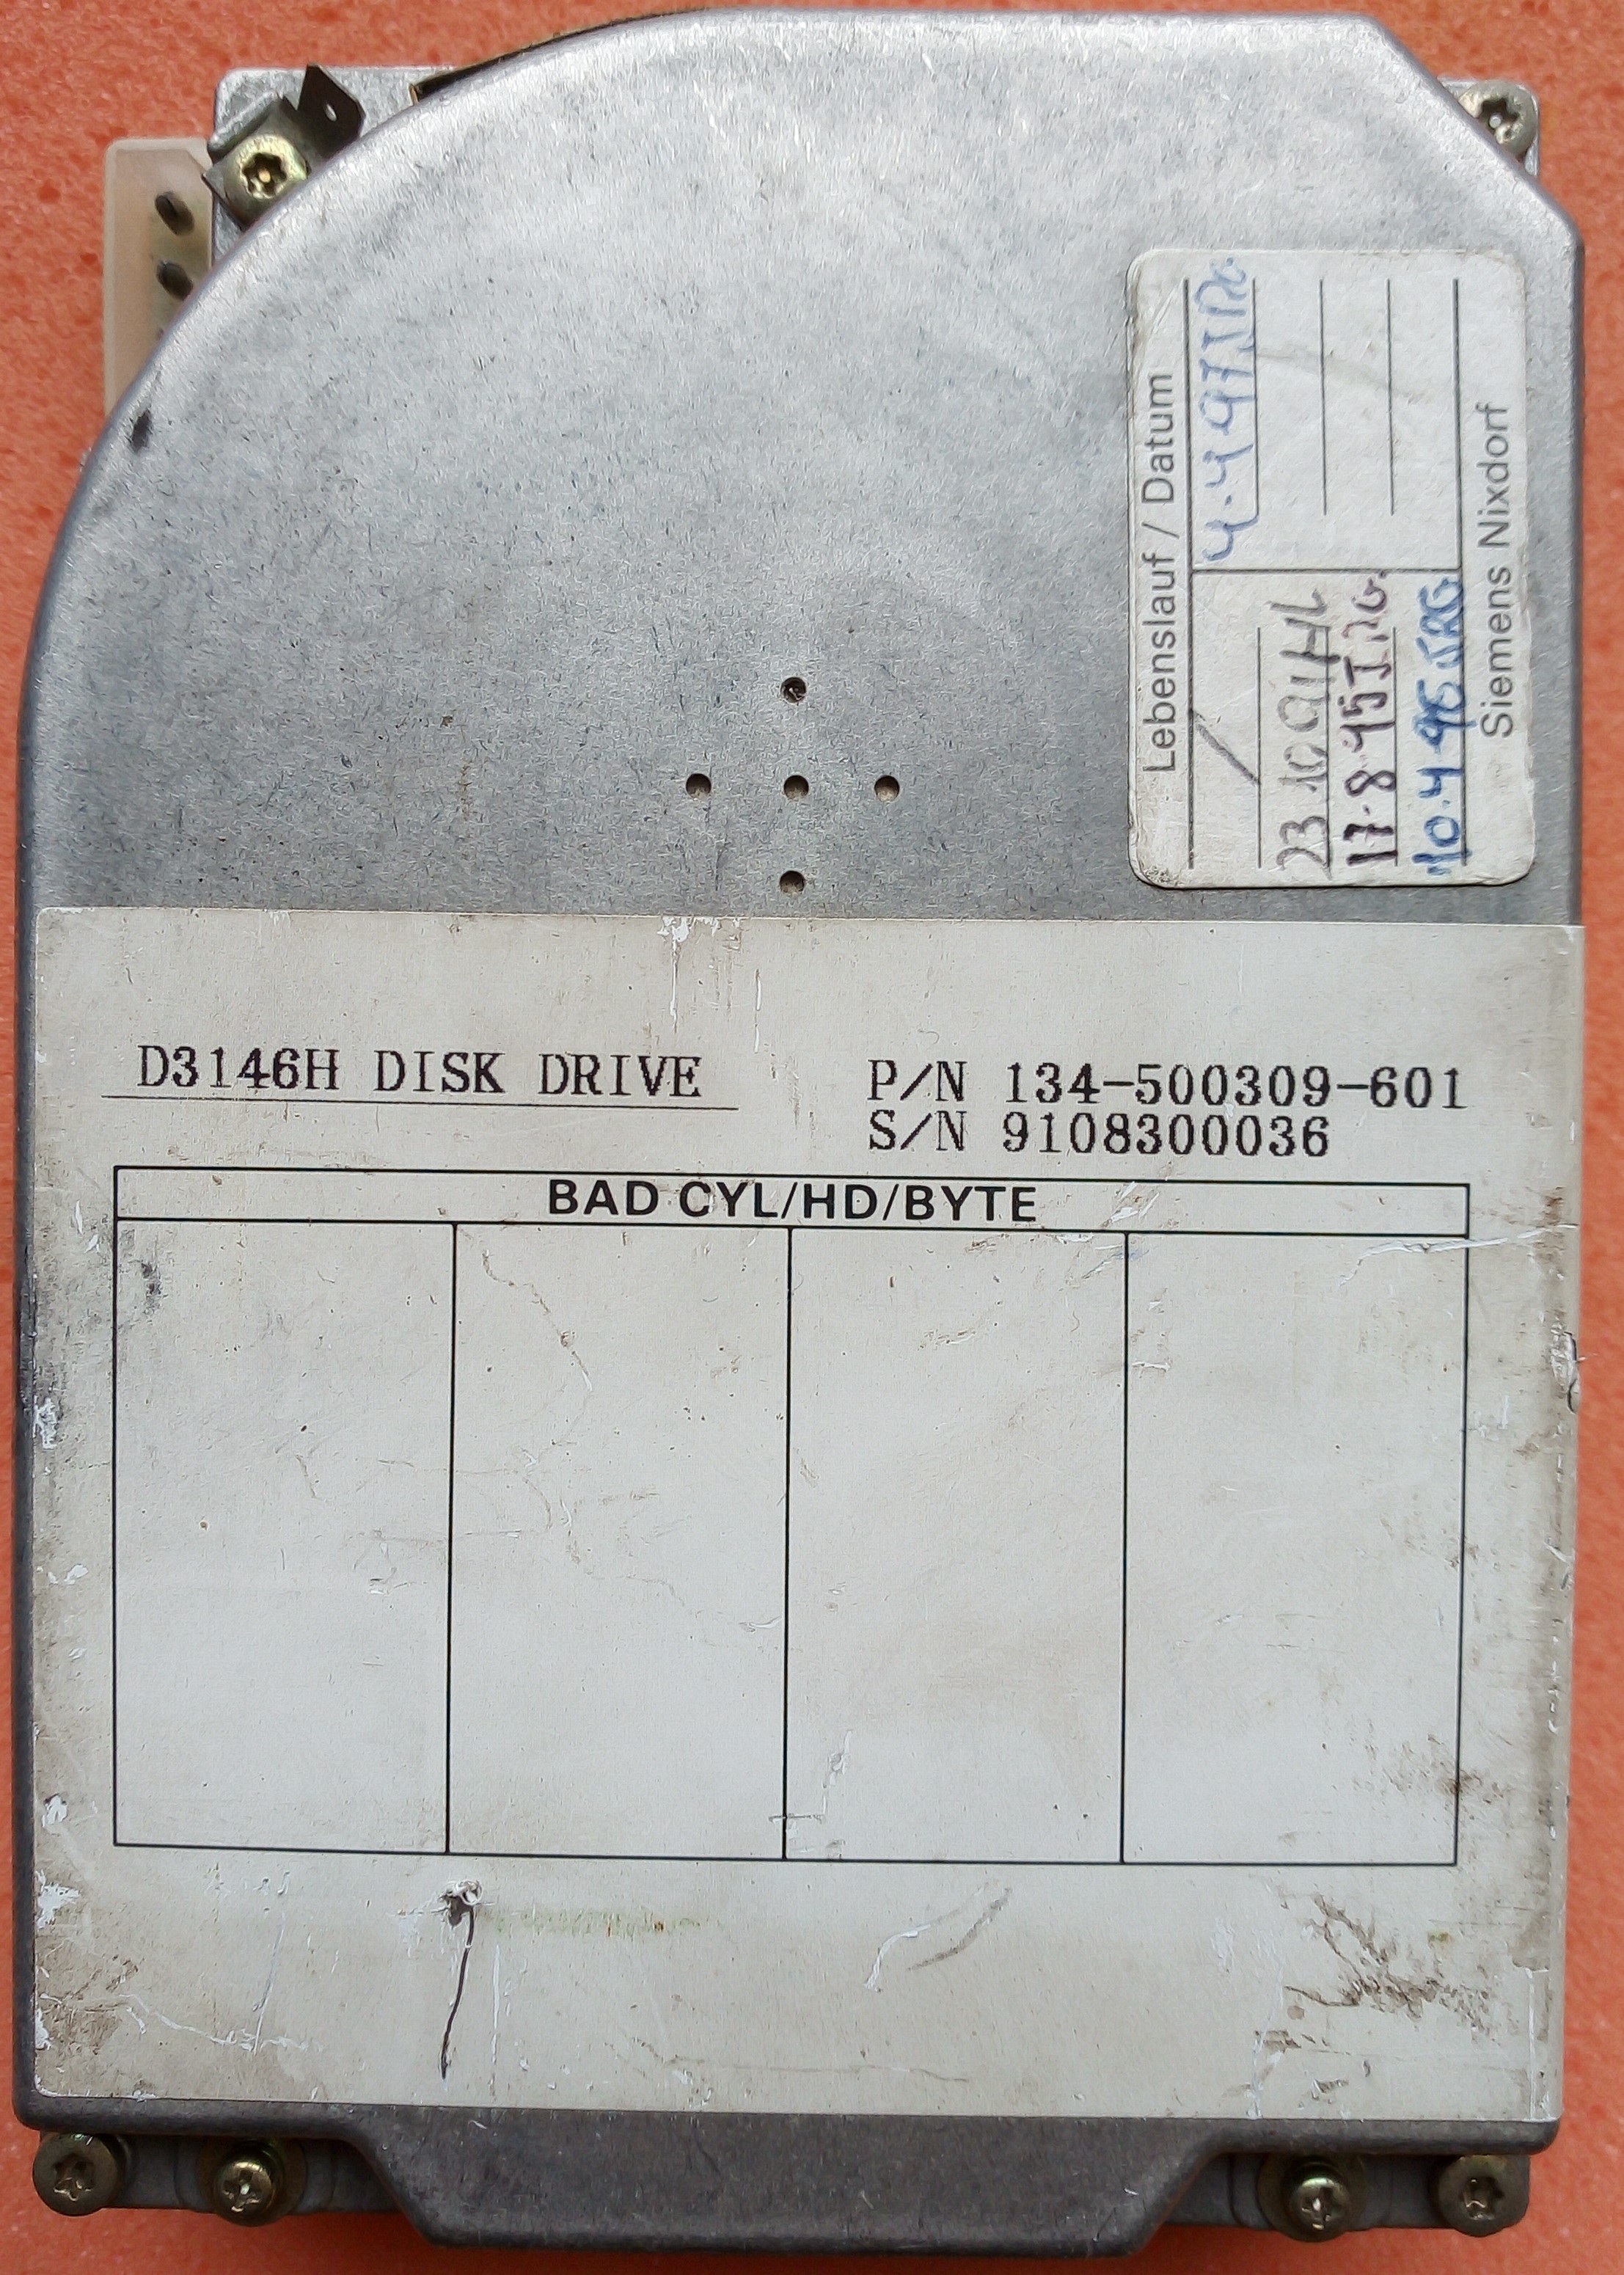 Lebenslauf / Datum
4.4 97
23 10 91 HL
17.8 95
10.4 96
Siemens Nixdorf
D3146H DISK DRIVE
P/N 134-500309-601
S/N 9108300036
BAD CYL/HD/BYTE